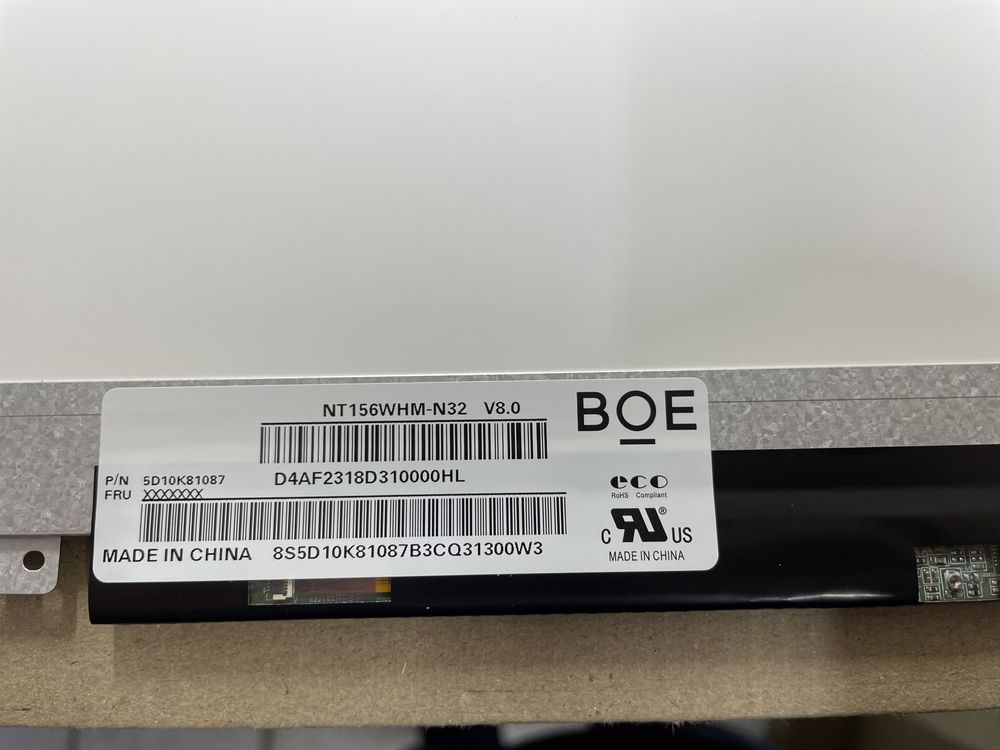 NT156WHM-N32 V8.0
BOE
P/N 5D10K81087
D4AF2318D310000HL
FRU XXXXXXX
eco
RoHS Compliant
MADE IN CHINA 8S5D10K81087B3CQ31300W3
C RU ® US
MADE IN CHINA